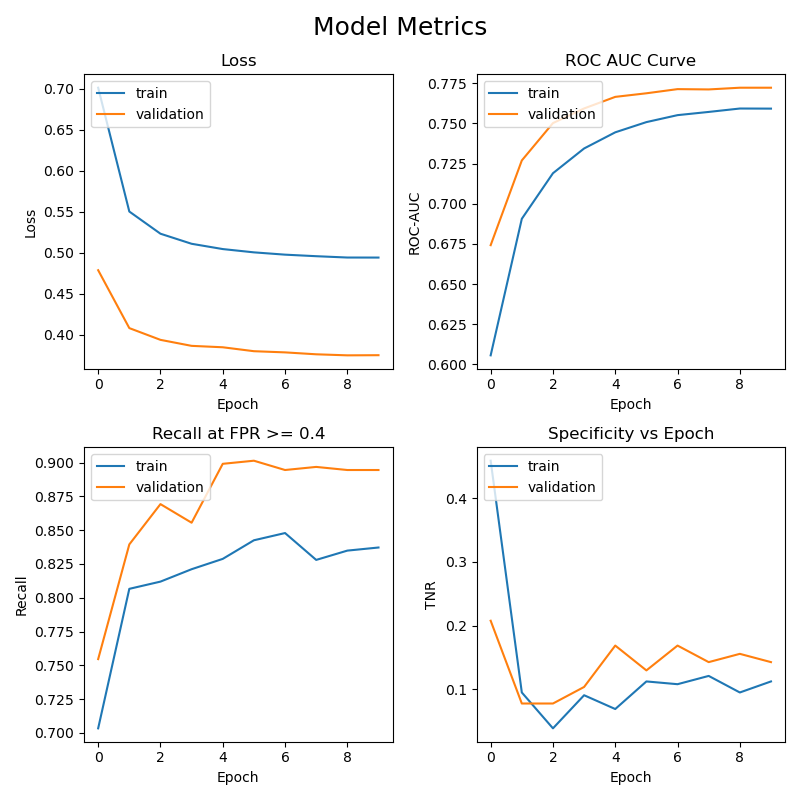 Model Metrics
Loss
train
validation
0.70
0.65
0.60
0.55
0.50
0.45
0.40
Loss
0 2 4 6 8
Epoch
ROC AUC Curve
train
validation
0.775
0.750
0.725
0.700
0.675
0.650
0.625
0.600
ROC-AUC
0 2 4 6 8
Epoch
Recall at FPR >= 0.4
train
validation
0.900
0.875
0.850
0.825
0.800
0.775
0.750
0.725
0.700
Recall
0 2 4 6 8
Epoch
Specificity vs Epoch
train
validation
0.4
0.3
0.2
0.1
TNR
0 2 4 6 8
Epoch